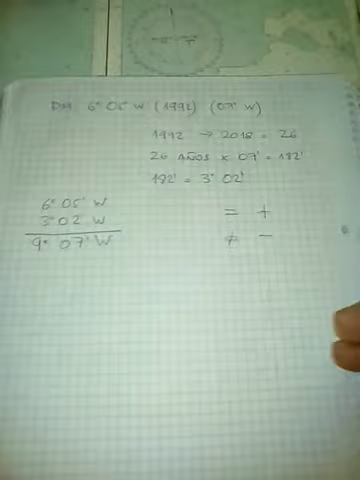 DM 6° 05' W (1992) (07' W)
1992 → 2018 = 26
26 AÑOS x 07' = 182'
182' = 3° 02'
6° 05' W
3° 02 W
9° 07' W
= +
≠ -